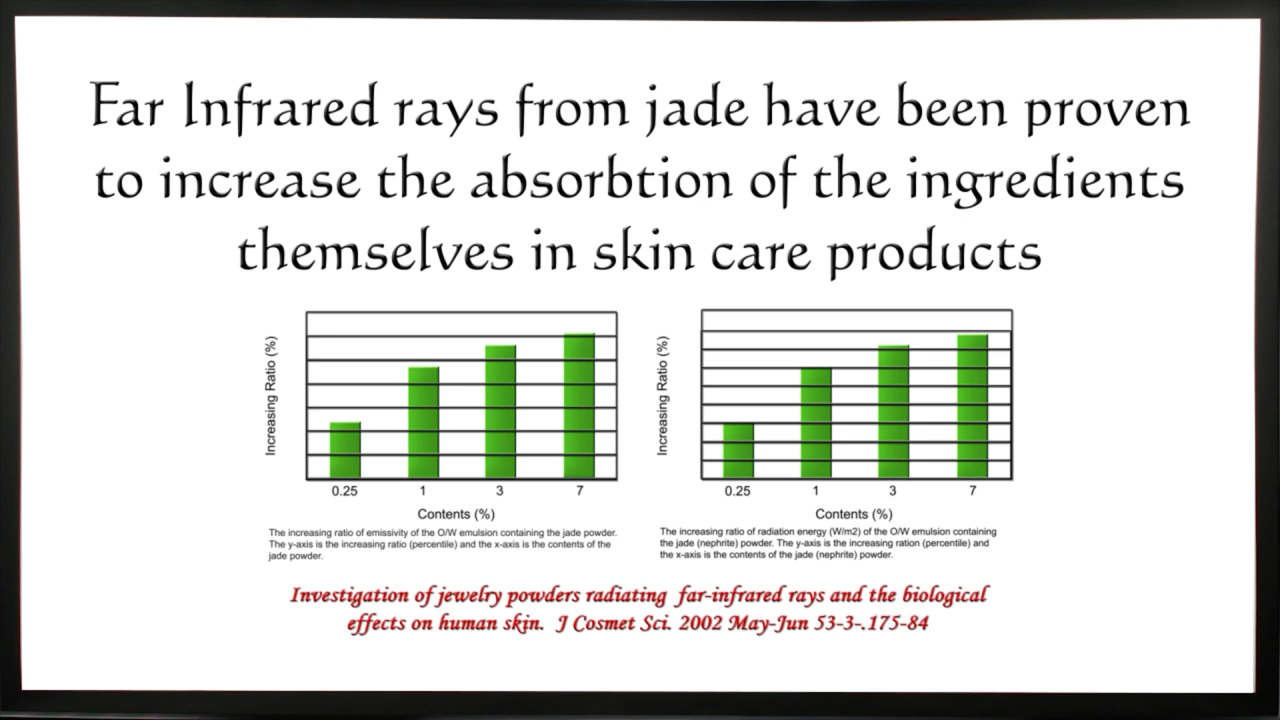 Far Infrared rays from jade have been proven
to increase the absorbtion of the ingredients
themselves in skin care products
Increasing Ratio (%)
0.25 1 3 7
Contents (%)
The increasing ratio of emissivity of the O/W emulsion containing the jade powder.
The y-axis is the increasing ratio (percentile) and the x-axis is the contents of the
jade powder.
Increasing Ratio (%)
0.25 1 3 7
Contents (%)
The increasing ratio of radiation energy (W/m2) of the O/W emulsion containing
the jade (nephrite) powder. The y-axis is the increasing ration (percentile) and
the x-axis is the contents of the jade (nephrite) powder.
Investigation of jewelry powders radiating far-infrared rays and the biological
effects on human skin. J Cosmet Sci. 2002 May-Jun 53-3-.175-84